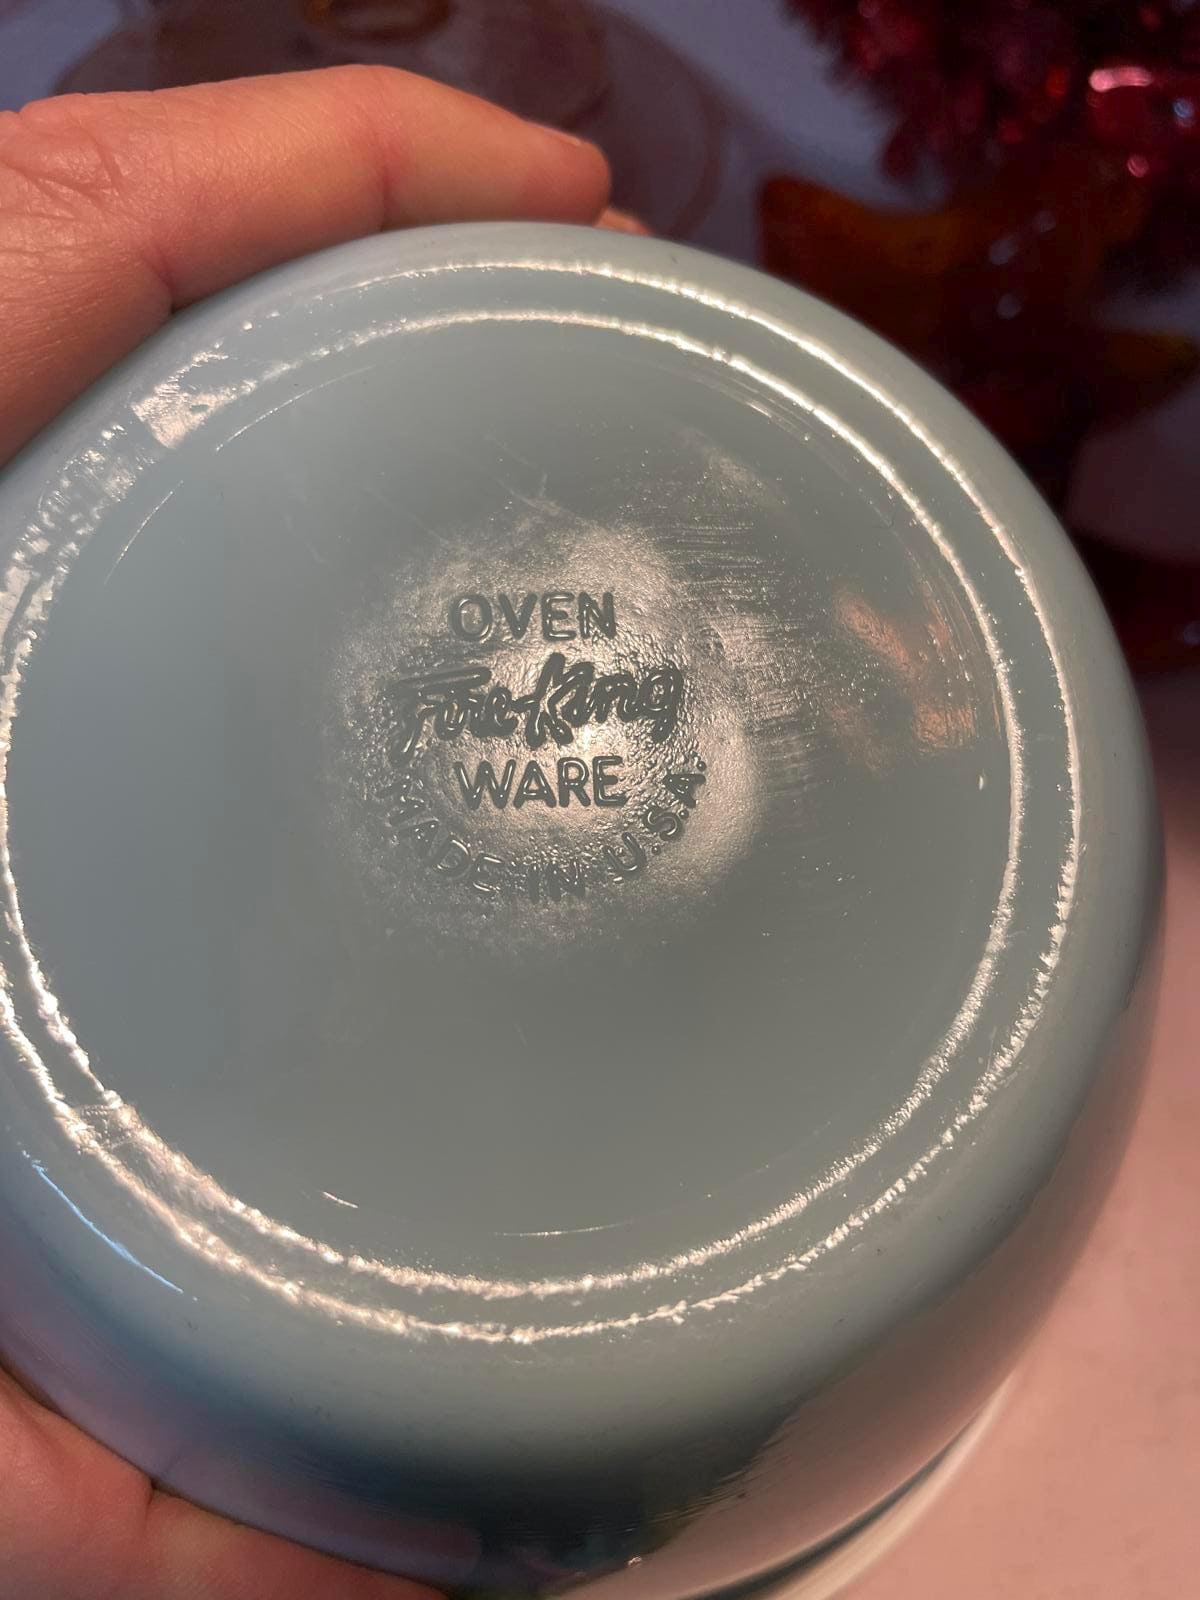 OVEN
Fire-King
WARE
MADE IN U.S.A.